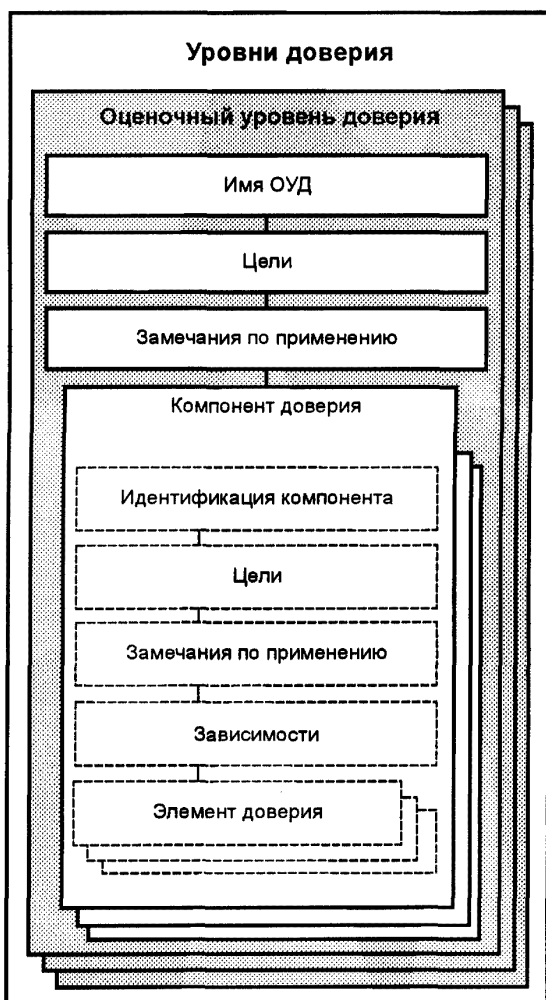 Уровни доверия
Оценочный уровень доверия
Имя ОУД
Цели
Замечания по применению
Компонент доверия
Идентификация компонента
Цели
Замечания по применению
Зависимости
Элемент доверия